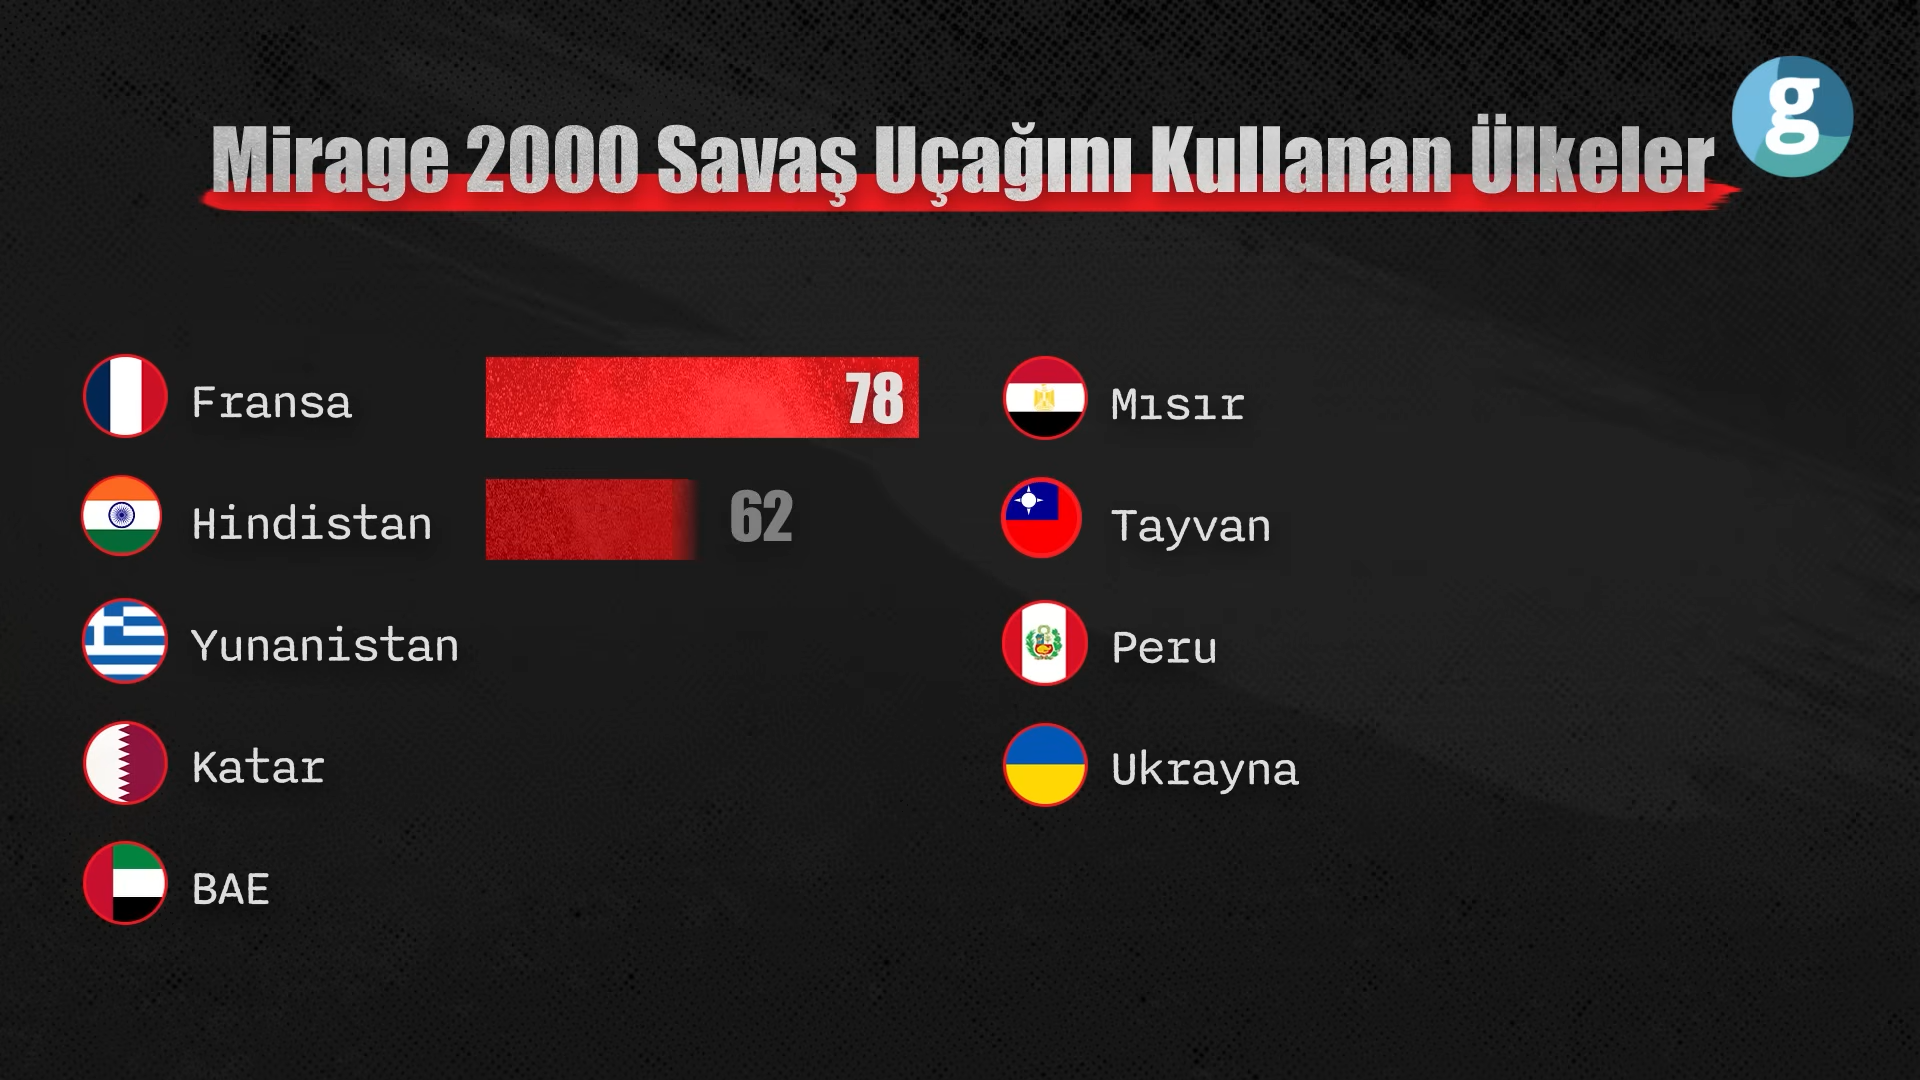 Mirage 2000 Savaş Uçağını Kullanan Ülkeler
g
Fransa 78
Hindistan 62
Yunanistan
Katar
BAE
Mısır
Tayvan
Peru
Ukrayna